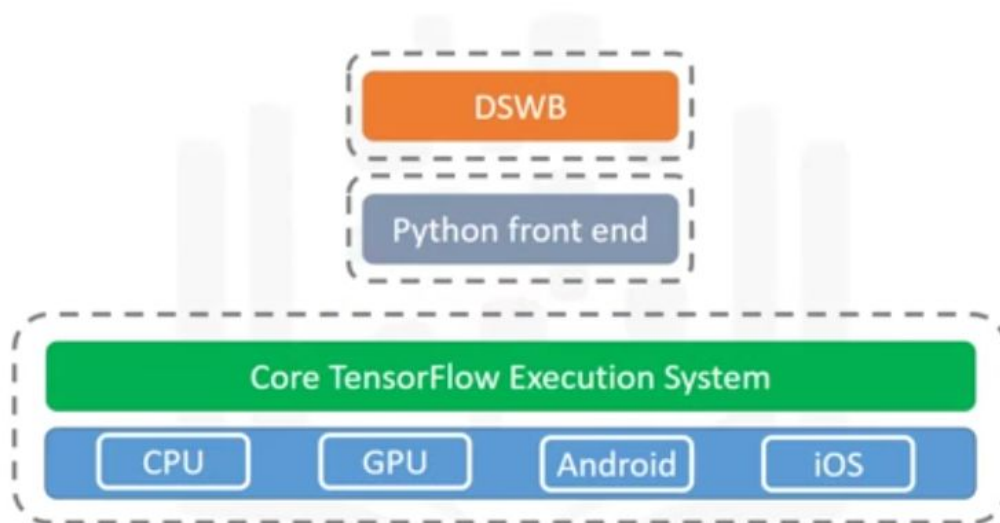 DSWB
Python front end
Core TensorFlow Execution System
CPU GPU Android iOS